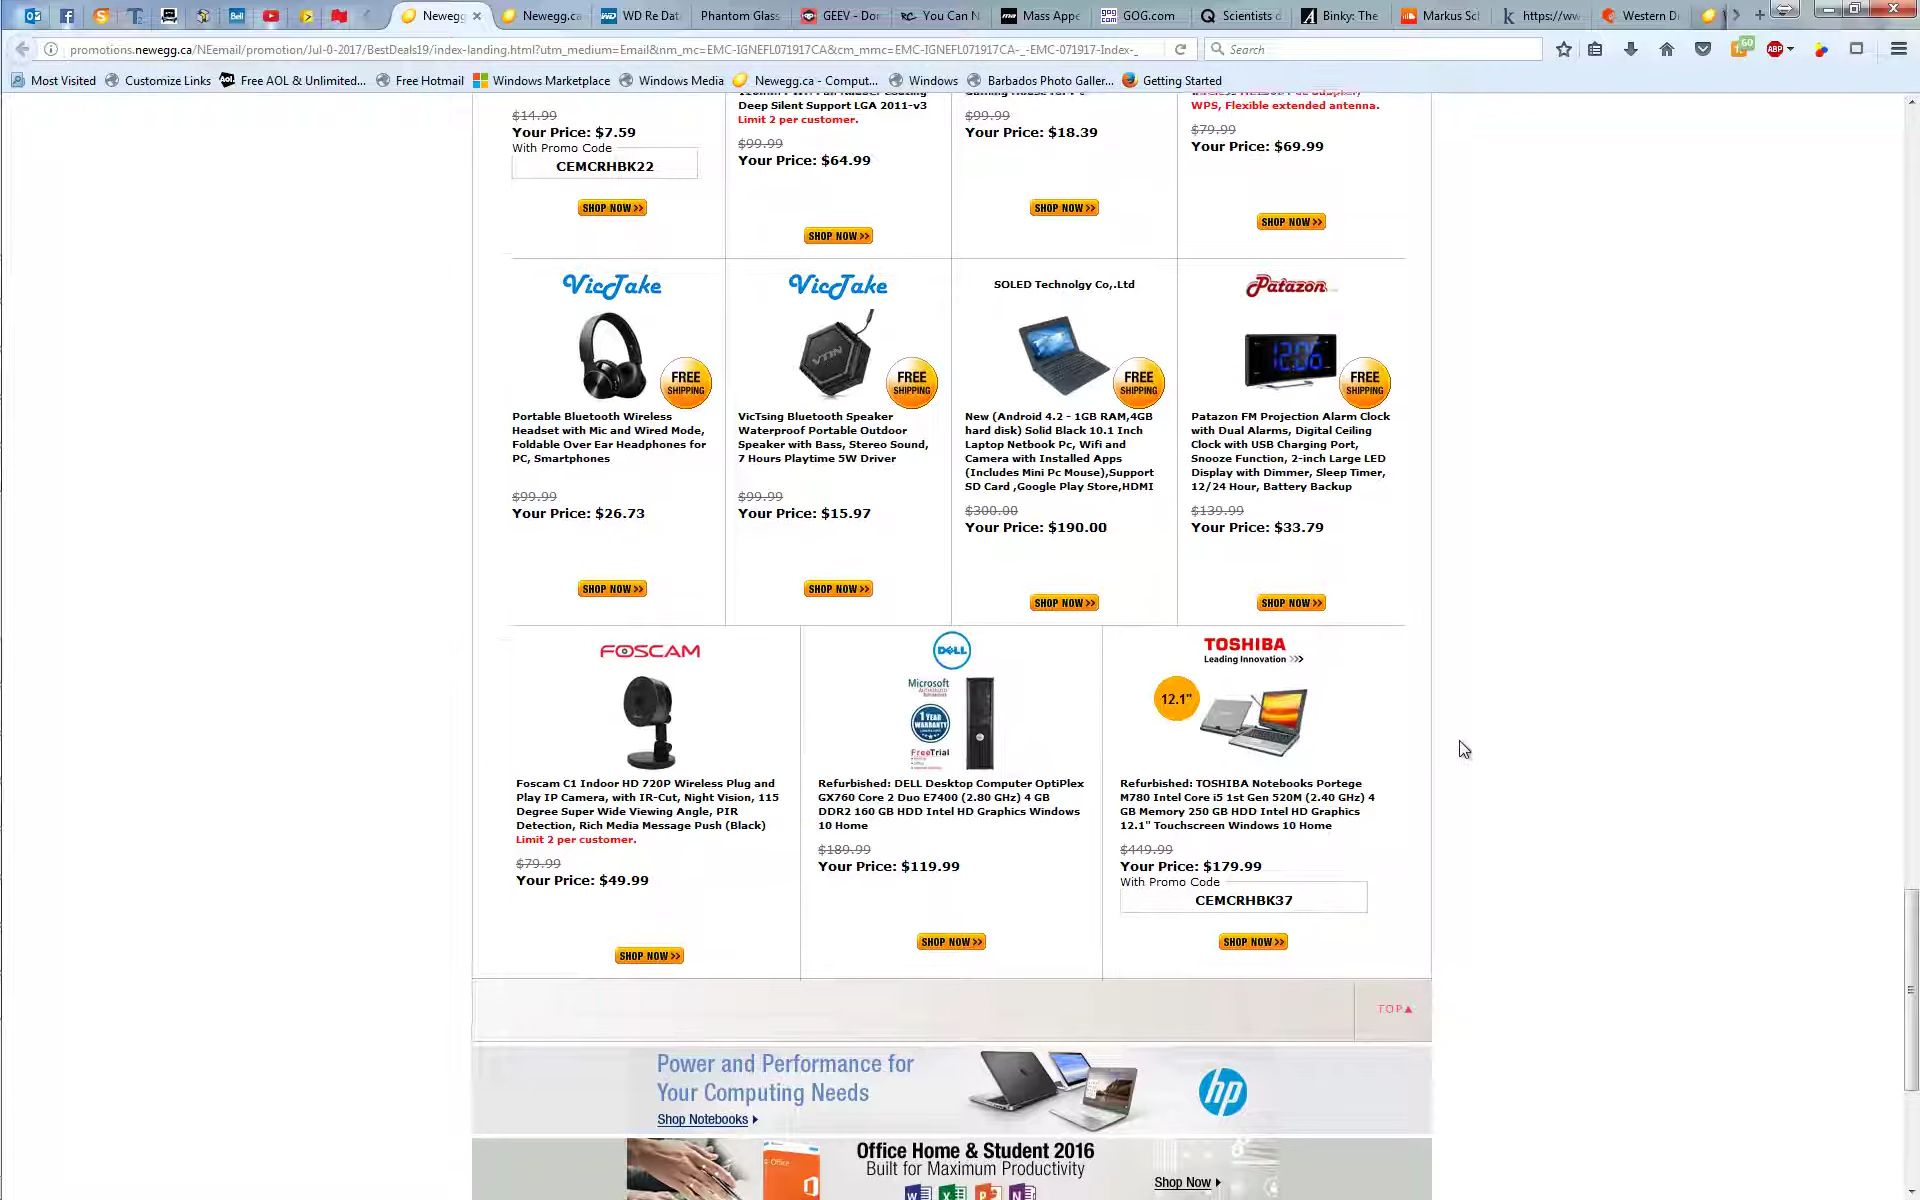 Newegg
Newegg.ca
WD Re Dat
Phantom Glass
GEEV - Dor
You Can N
Mass Appe
GOG.com
Scientists d
Binky: The
Markus Sc
https://ww
Western Di
promotions.newegg.ca/NEemail/promotion/Jul-0-2017/BestDeals19/index-landing.html?utm_medium=Email&nm_mc=EMC-IGNEFL071917CA&cm_mmc=EMC-IGNEFL071917CA-_-EMC-071917-Index-_
Search
60
ABP
Most Visited
Customize Links
Aol.
Free AOL & Unlimited...
Free Hotmail
Windows Marketplace
Windows Media
Newegg.ca - Comput...
Windows
Barbados Photo Galler...
Getting Started
$14.99
Your Price: $7.59
With Promo Code
CEMCRHBK22
SHOP NOW >>
Deep Silent Support LGA 2011-v3
Limit 2 per customer.
$99.99
Your Price: $64.99
SHOP NOW >>
$99.99
Your Price: $18.39
SHOP NOW >>
WPS, Flexible extended antenna.
$79.99
Your Price: $69.99
SHOP NOW >>
VicTake
FREE
SHIPPING
Portable Bluetooth Wireless
Headset with Mic and Wired Mode,
Foldable Over Ear Headphones for
PC, Smartphones
$99.99
Your Price: $26.73
SHOP NOW >>
VicTake
VTIN
FREE
SHIPPING
VicTsing Bluetooth Speaker
Waterproof Portable Outdoor
Speaker with Bass, Stereo Sound,
7 Hours Playtime 5W Driver
$99.99
Your Price: $15.97
SHOP NOW >>
SOLED Technolgy Co,.Ltd
FREE
SHIPPING
New (Android 4.2 - 1GB RAM,4GB
hard disk) Solid Black 10.1 Inch
Laptop Netbook Pc, Wifi and
Camera with Installed Apps
(Includes Mini Pc Mouse),Support
SD Card ,Google Play Store,HDMI
$300.00
Your Price: $190.00
SHOP NOW >>
Patazon
12:06
FREE
SHIPPING
Patazon FM Projection Alarm Clock
with Dual Alarms, Digital Ceiling
Clock with USB Charging Port,
Snooze Function, 2-inch Large LED
Display with Dimmer, Sleep Timer,
12/24 Hour, Battery Backup
$139.99
Your Price: $33.79
SHOP NOW >>
FOSCAM
Foscam C1 Indoor HD 720P Wireless Plug and
Play IP Camera, with IR-Cut, Night Vision, 115
Degree Super Wide Viewing Angle, PIR
Detection, Rich Media Message Push (Black)
Limit 2 per customer.
$79.99
Your Price: $49.99
SHOP NOW >>
DELL
Microsoft
1 YEAR
WARRANTY
FreeTrial
Refurbished: DELL Desktop Computer OptiPlex
GX760 Core 2 Duo E7400 (2.80 GHz) 4 GB
DDR2 160 GB HDD Intel HD Graphics Windows
10 Home
$189.99
Your Price: $119.99
SHOP NOW >>
TOSHIBA
Leading Innovation >>>
12.1"
Refurbished: TOSHIBA Notebooks Portege
M780 Intel Core i5 1st Gen 520M (2.40 GHz) 4
GB Memory 250 GB HDD Intel HD Graphics
12.1" Touchscreen Windows 10 Home
$449.99
Your Price: $179.99
With Promo Code
CEMCRHBK37
SHOP NOW >>
TOP▲
Power and Performance for
Your Computing Needs
Shop Notebooks
hp
Office
Office Home & Student 2016
Built for Maximum Productivity
Shop Now